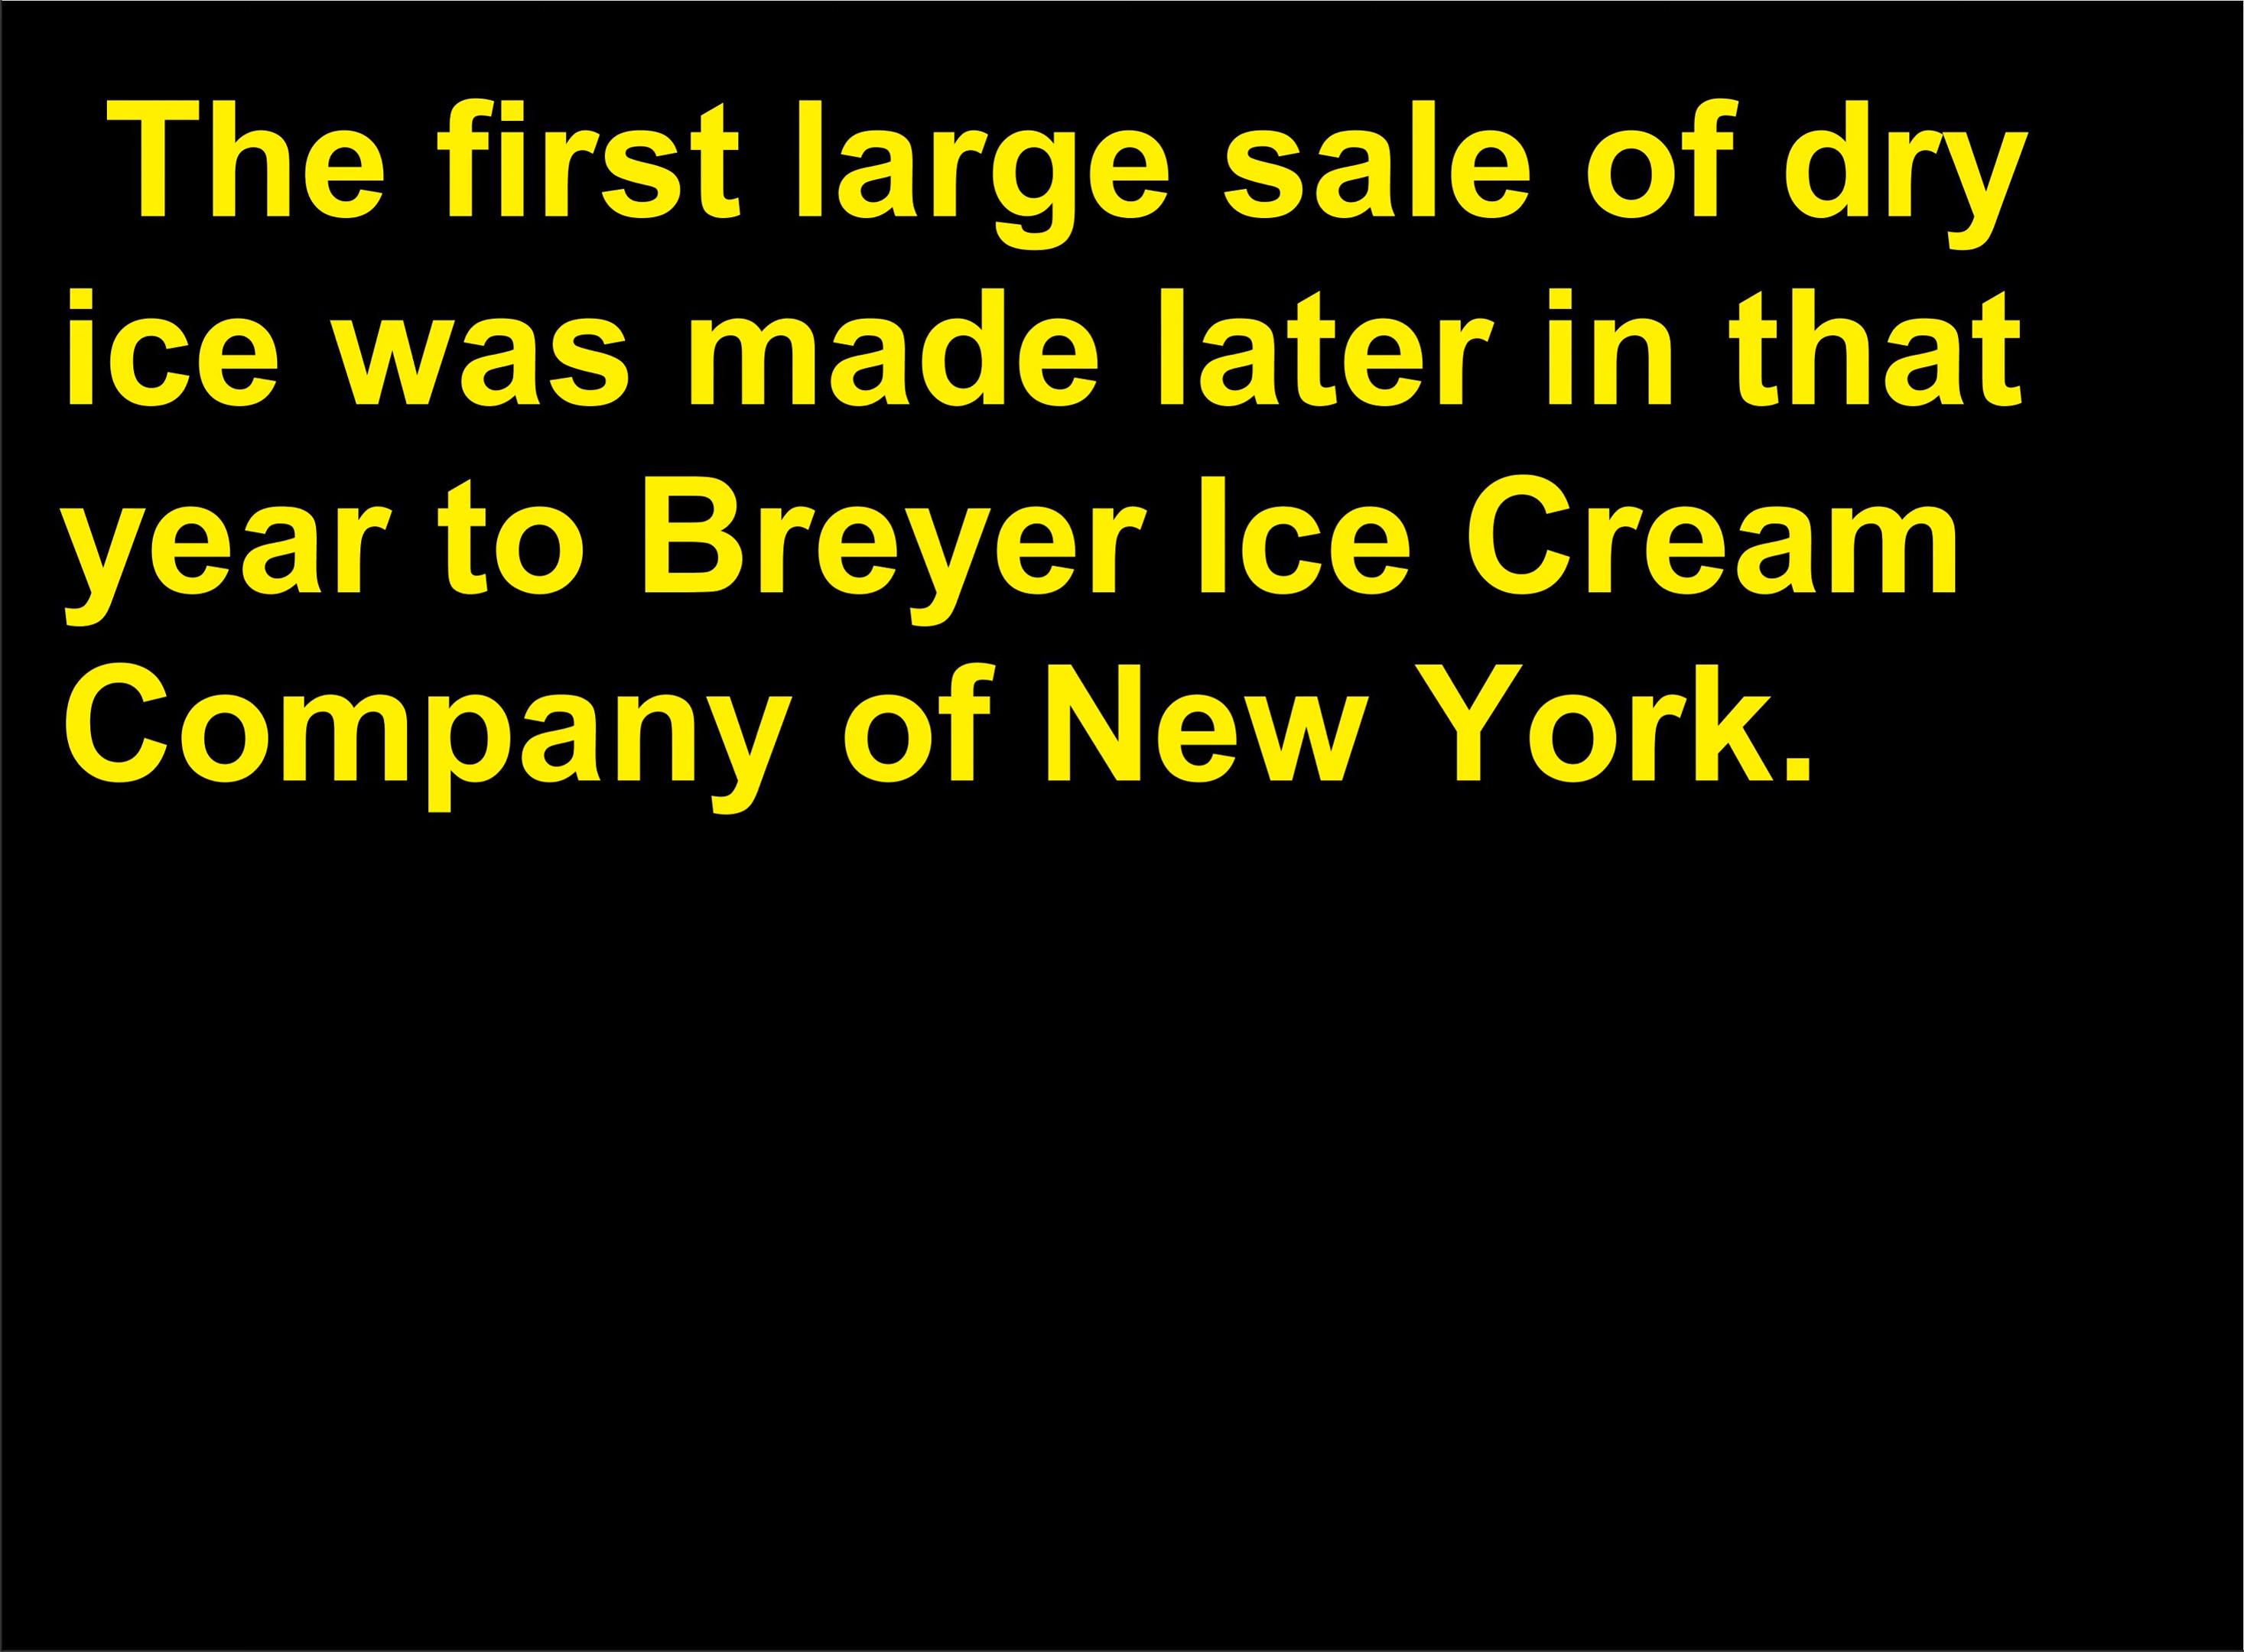 The first large sale of dry
ice was made later in that
year to Breyer Ice Cream
Company of New York.